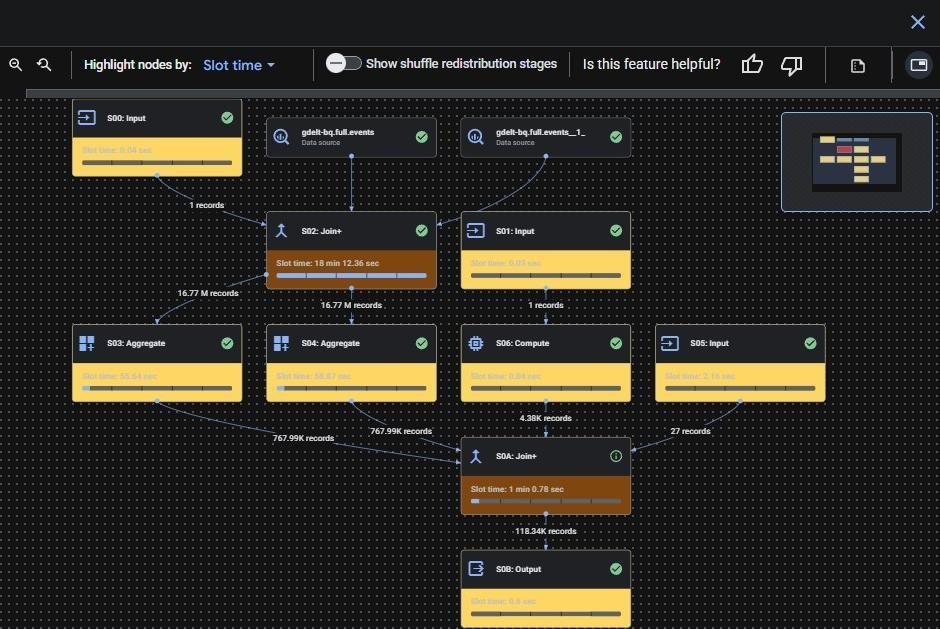 Highlight nodes by: Slot time
Show shuffle redistribution stages
Is this feature helpful?
S00: Input
Slot time: 0.04 sec
gdelt-bq.full.events
Data source
gdelt-bq.full.events__1_
Data source
1 records
S02: Join+
Slot time: 18 min 12.36 sec
S01: Input
Slot time: 0.03 sec
16.77 M records
16.77 M records
1 records
S03: Aggregate
Slot time: 55.64 sec
S04: Aggregate
Slot time: 58.87 sec
S06: Compute
Slot time: 0.84 sec
S05: Input
Slot time: 2.16 sec
767.99K records
767.99K records
4.38K records
27 records
S0A: Join+
Slot time: 1 min 0.78 sec
118.34K records
S0B: Output
Slot time: 0.6 sec